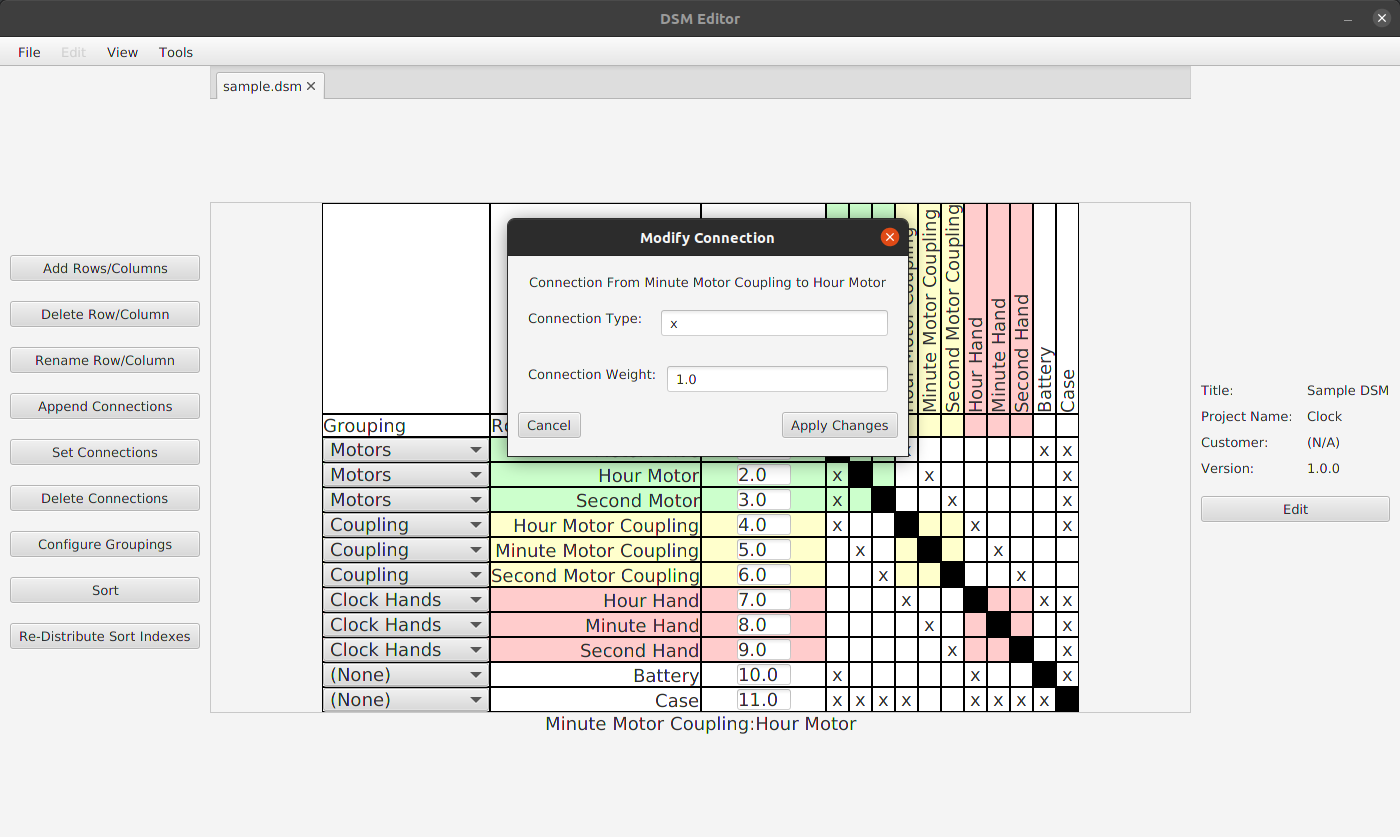 DSM Editor
File Edit View Tools
sample.dsm
Add Rows/Columns
Delete Row/Column
Rename Row/Column
Append Connections
Set Connections
Delete Connections
Configure Groupings
Sort
Re-Distribute Sort Indexes
Modify Connection
Connection From Minute Motor Coupling to Hour Motor
Connection Type: x
Connection Weight: 1.0
Cancel Apply Changes
Minute Motor Coupling
Second Motor Coupling
Hour Hand
Minute Hand
Second Hand
Battery
Case
Grouping
Motors x x
Motors Hour Motor 2.0 x x x
Motors Second Motor 3.0 x x x
Coupling Hour Motor Coupling 4.0 x x x
Coupling Minute Motor Coupling 5.0 x x
Coupling Second Motor Coupling 6.0 x x
Clock Hands Hour Hand 7.0 x x x
Clock Hands Minute Hand 8.0 x x
Clock Hands Second Hand 9.0 x x
(None) Battery 10.0 x x x
(None) Case 11.0 x x x x x x x x
Minute Motor Coupling:Hour Motor
Title: Sample DSM
Project Name: Clock
Customer: (N/A)
Version: 1.0.0
Edit